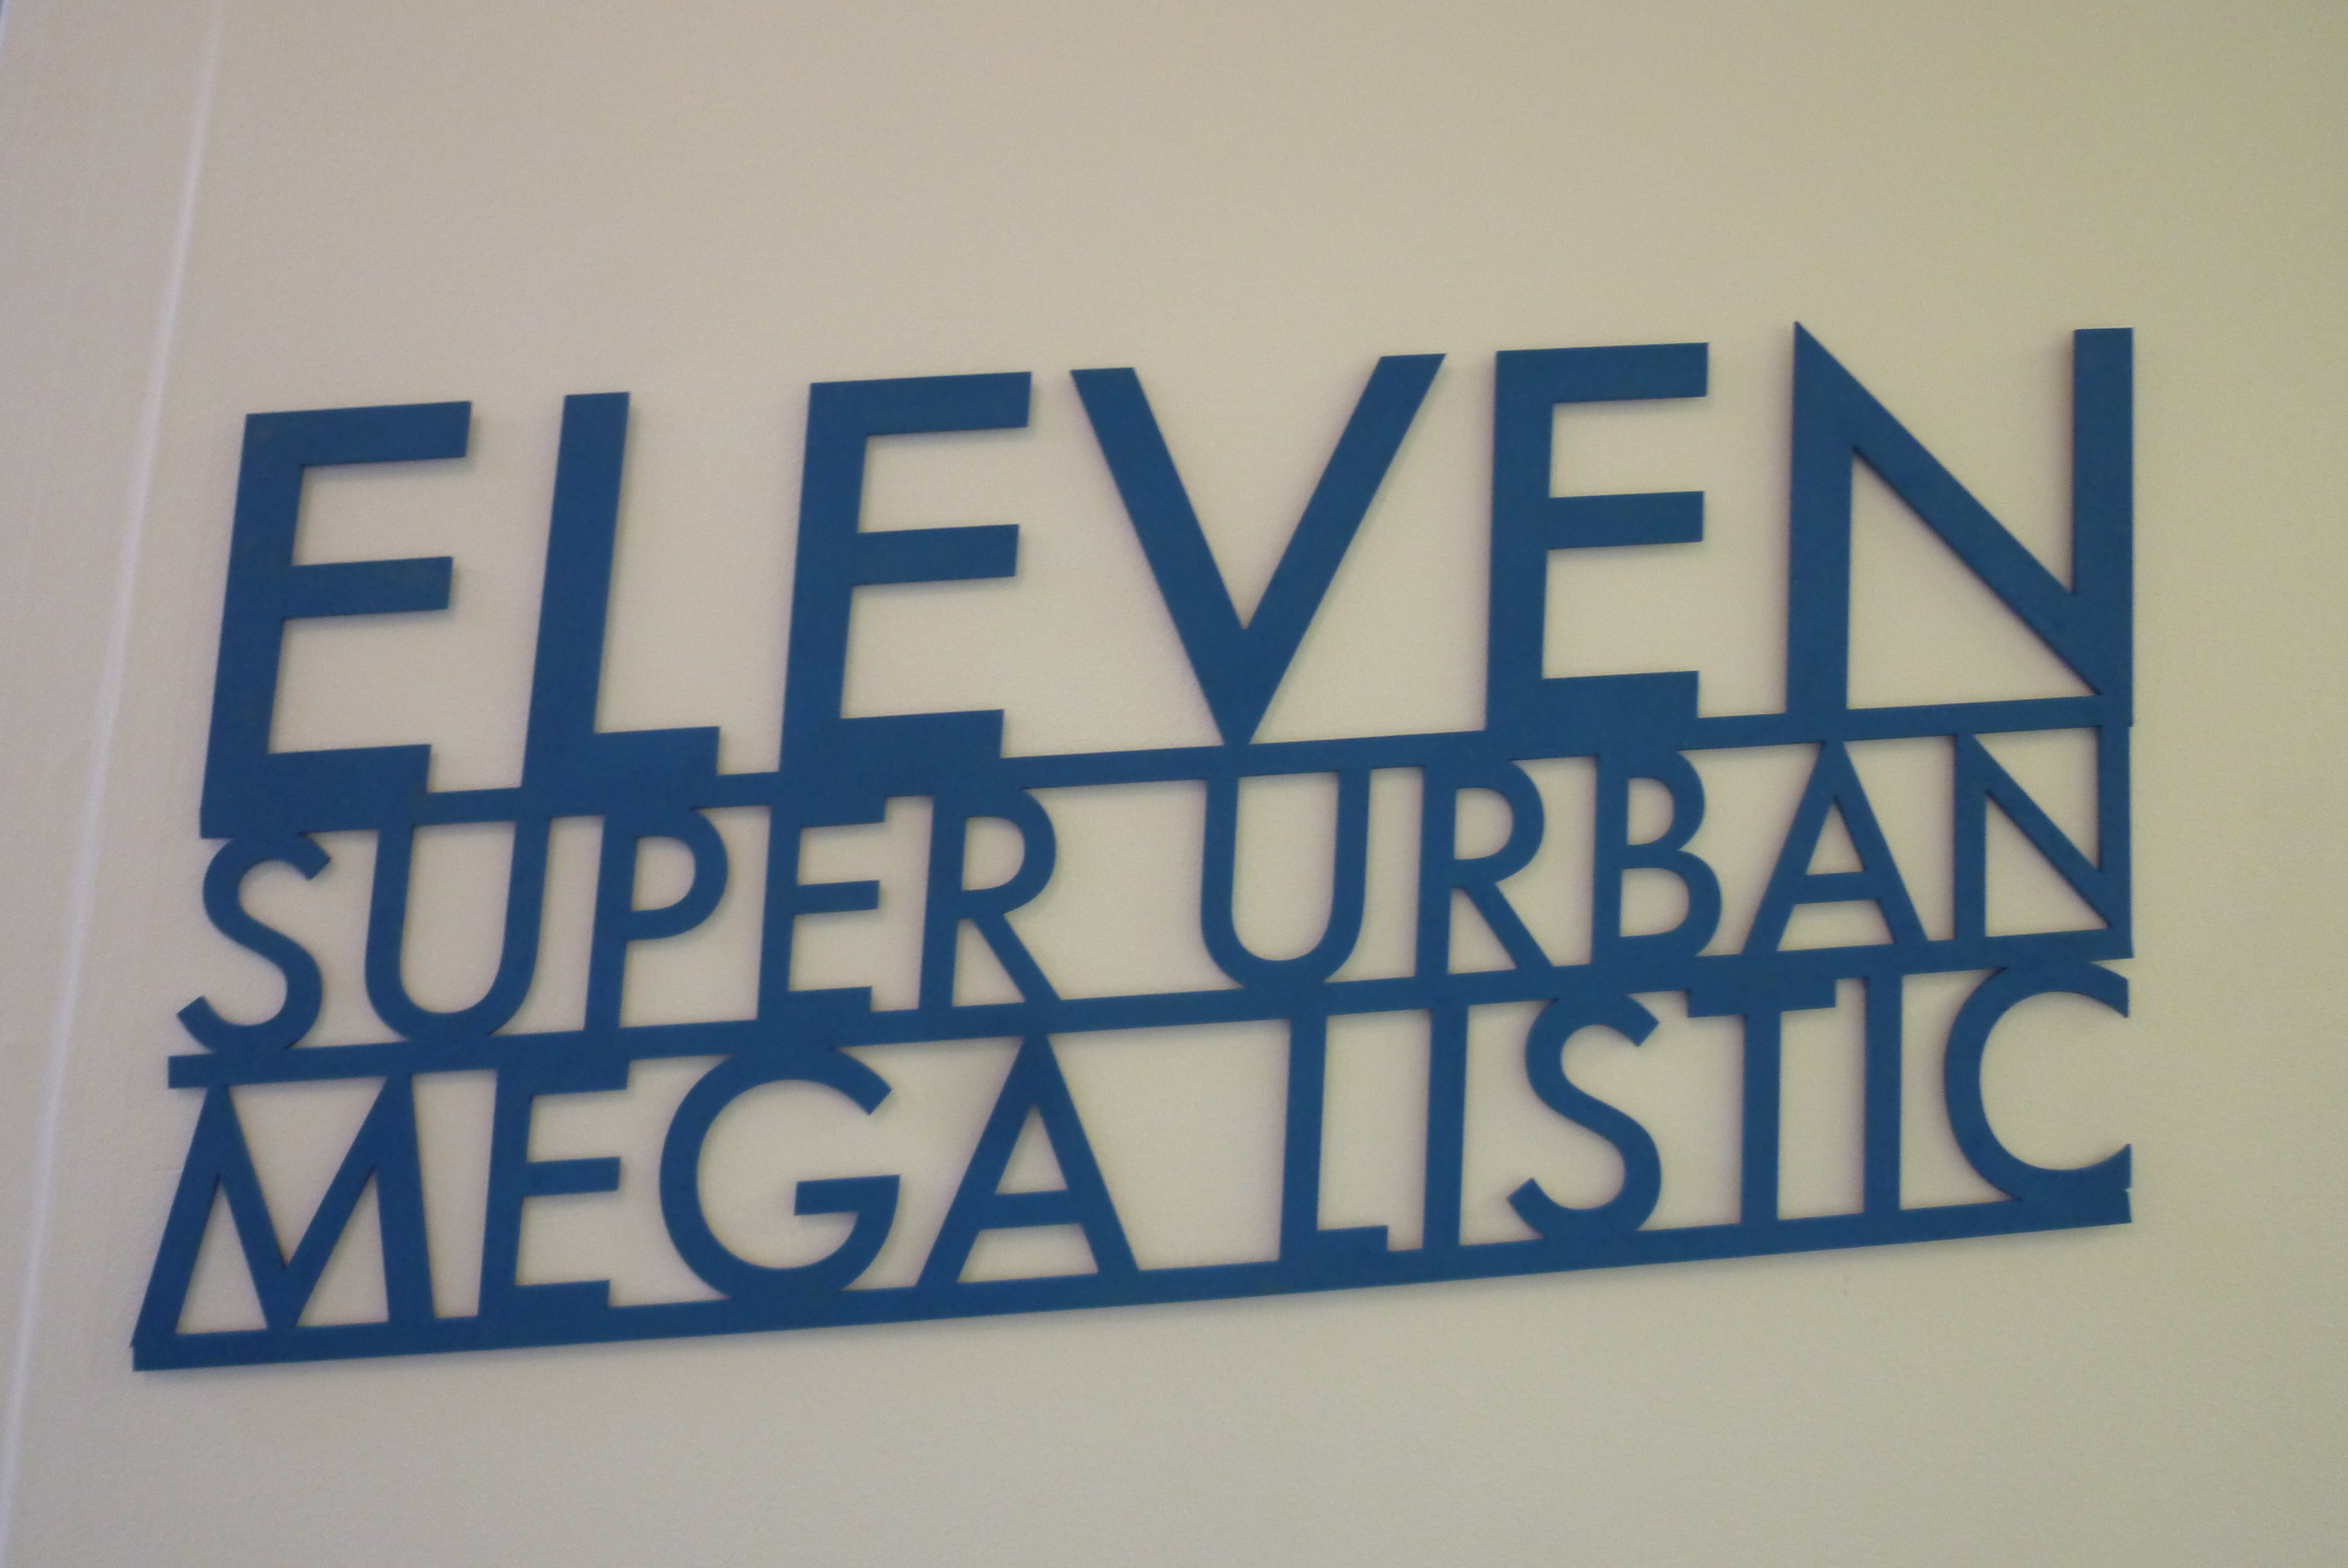 ELEVEN
SUPER URBAN
MEGA LISTIC